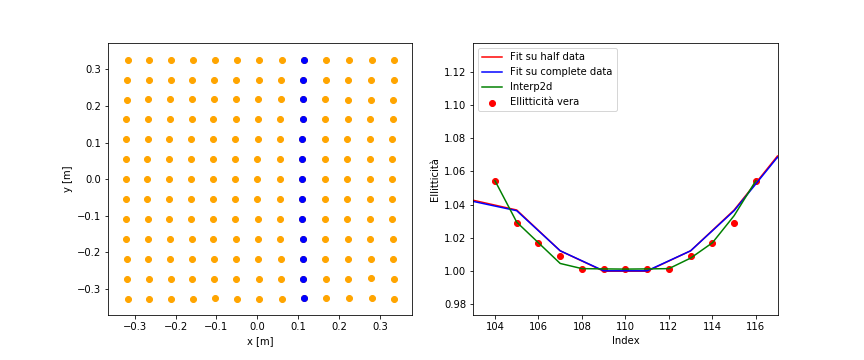 0.3
0.2
0.1
0.0
−0.1
−0.2
−0.3
y [m]
−0.3 −0.2 −0.1 0.0 0.1 0.2 0.3
x [m]
1.12
1.10
1.08
1.06
1.04
1.02
1.00
0.98
Ellitticità
Fit su half data
Fit su complete data
Interp2d
Ellitticità vera
104 106 108 110 112 114 116
Index